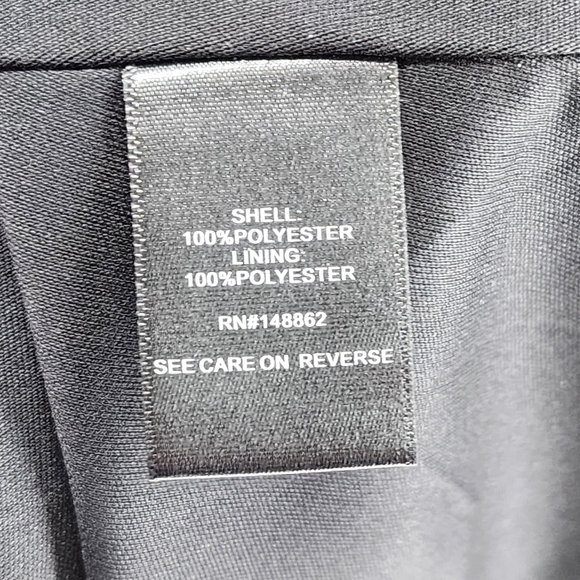 SHELL:
100%POLYESTER
LINING:
100%POLYESTER
RN#148862
SEE CARE ON REVERSE